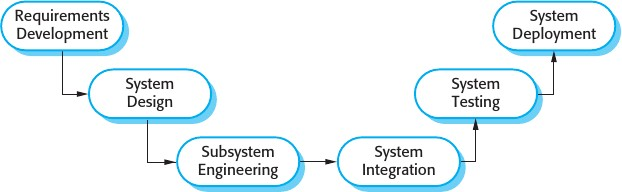 Requirements
Development
System
Design
Subsystem
Engineering
System
Integration
System
Testing
System
Deployment